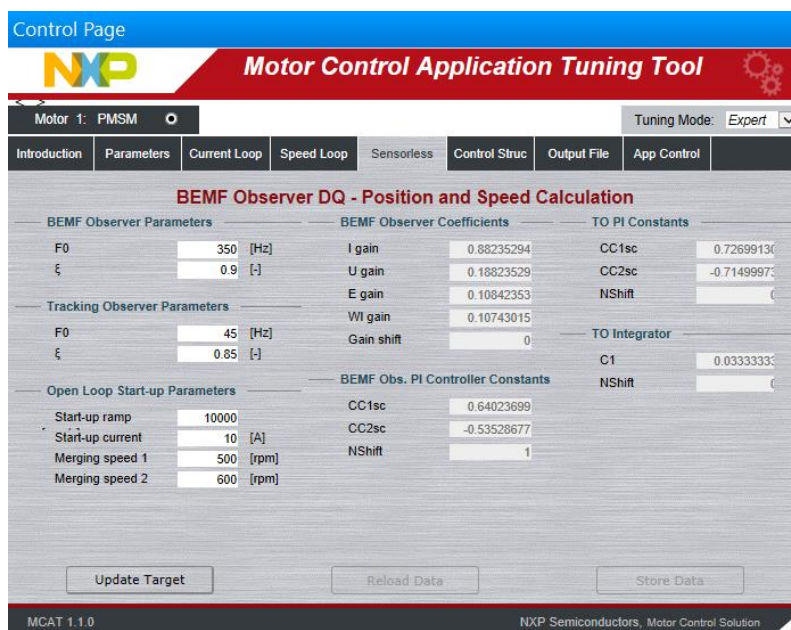 Control Page
NXP
Motor Control Application Tuning Tool
< >
Motor 1: PMSM
Tuning Mode: Expert
Introduction Parameters Current Loop Speed Loop Sensorless Control Struc Output File App Control
BEMF Observer DQ - Position and Speed Calculation
BEMF Observer Parameters
F0 350 [Hz]
ξ 0.9 [-]
Tracking Observer Parameters
F0 45 [Hz]
ξ 0.85 [-]
Open Loop Start-up Parameters
Start-up ramp 10000
Start-up current 10 [A]
Merging speed 1 500 [rpm]
Merging speed 2 600 [rpm]
BEMF Observer Coefficients
I gain 0.88235294
U gain 0.18823529
E gain 0.10842353
WI gain 0.10743015
Gain shift 0
BEMF Obs. PI Controller Constants
CC1sc 0.64023699
CC2sc -0.53528677
NShift 1
TO PI Constants
CC1sc 0.7269913
CC2sc -0.71499973
NShift
TO Integrator
C1 0.03333333
NShift
Update Target Reload Data Store Data
MCAT 1.1.0
NXP Semiconductors, Motor Control Solution